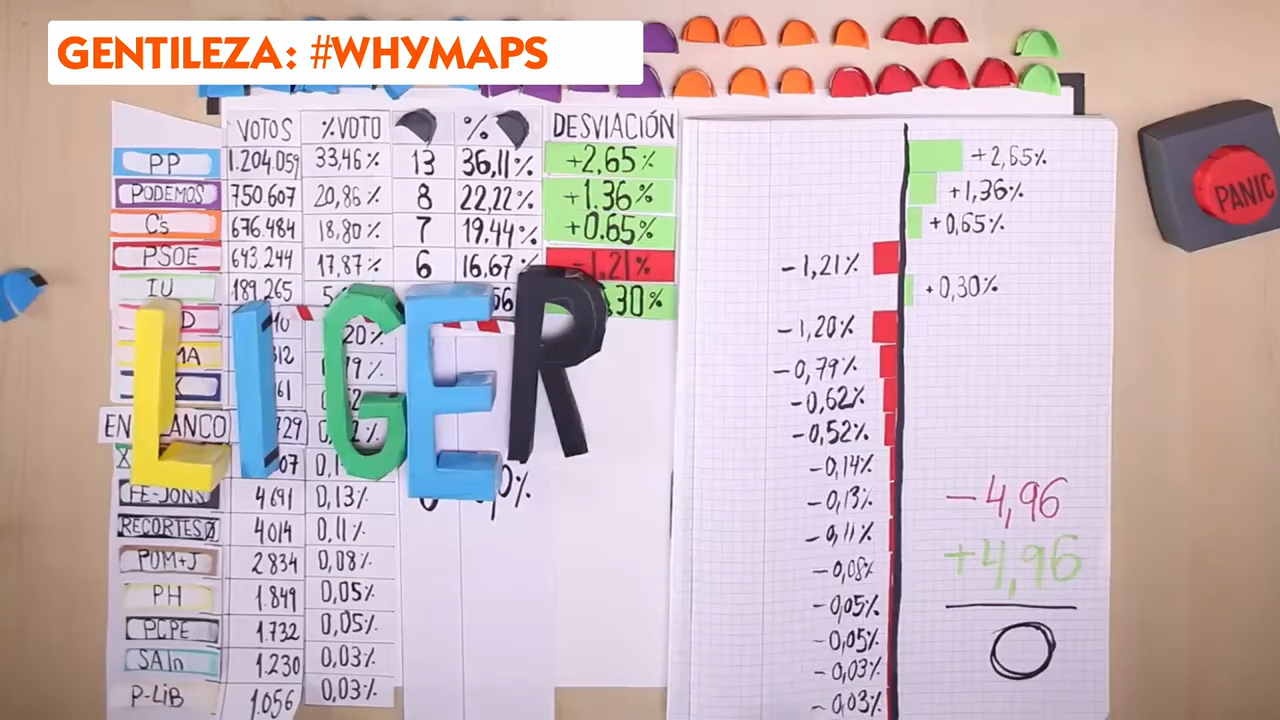 GENTILEZA: #WHYMAPS
VOTOS %VOTO % DESVIACIÓN
PP 1.204.059 33,46% 13 36,11% +2,65%
PODEMOS 750.607 20,86% 8 22,22% +1.36%
C's 676.484 18,80% 7 19.44% +0.65%
PSOE 643.244 17,87% 6 16,67% -1,21%
IU 189.265
LIGER
FE-JONS 4.691 0,13%
RECORTES Ø 4.014 0,11%
PUM+J 2834 0,08%
PH 1.849 0,05%
PCPE 1.732 0,05%
SAIn 1.230 0,03%
P-LiB 1.056 0,03%
+2,65%
+1,36%
+0,65%
-1,21%
+0,30%
-1,20%
-0,79%
-0,62%
-0,52%
-0,14%
-0,13%
-0,11%
-0,08%
-0,05%
-0,05%
-0,03%
-0,03%
-4,96
+4,96
0
PANIC